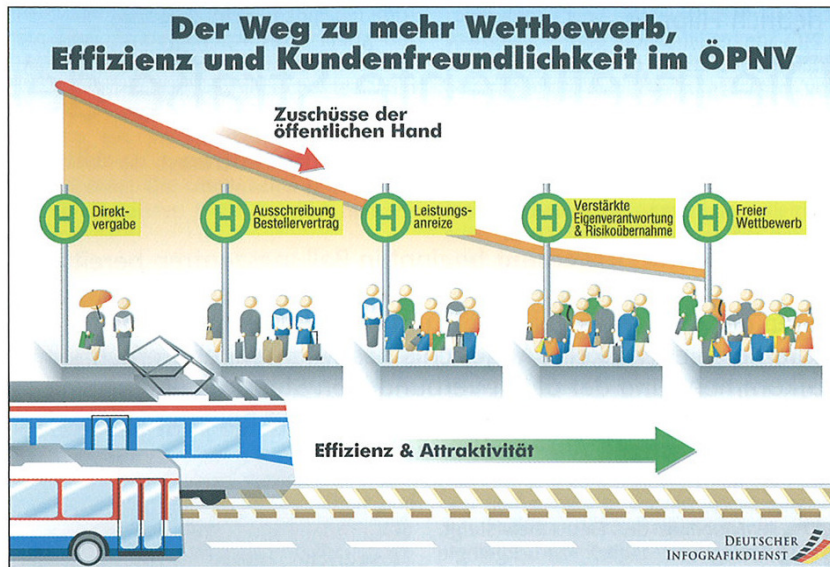 Der Weg zu mehr Wettbewerb,
Effizienz und Kundenfreundlichkeit im ÖPNV
Zuschüsse der
öffentlichen Hand
H
Direkt-
vergabe
H
Ausschreibung
Bestellervertrag
H
Leistungs-
anreize
H
Verstärkte
Eigenverantwortung
& Risikoübernahme
H
Freier
Wettbewerb
Effizienz & Attraktivität
DEUTSCHER
INFOGRAFIKDIENST